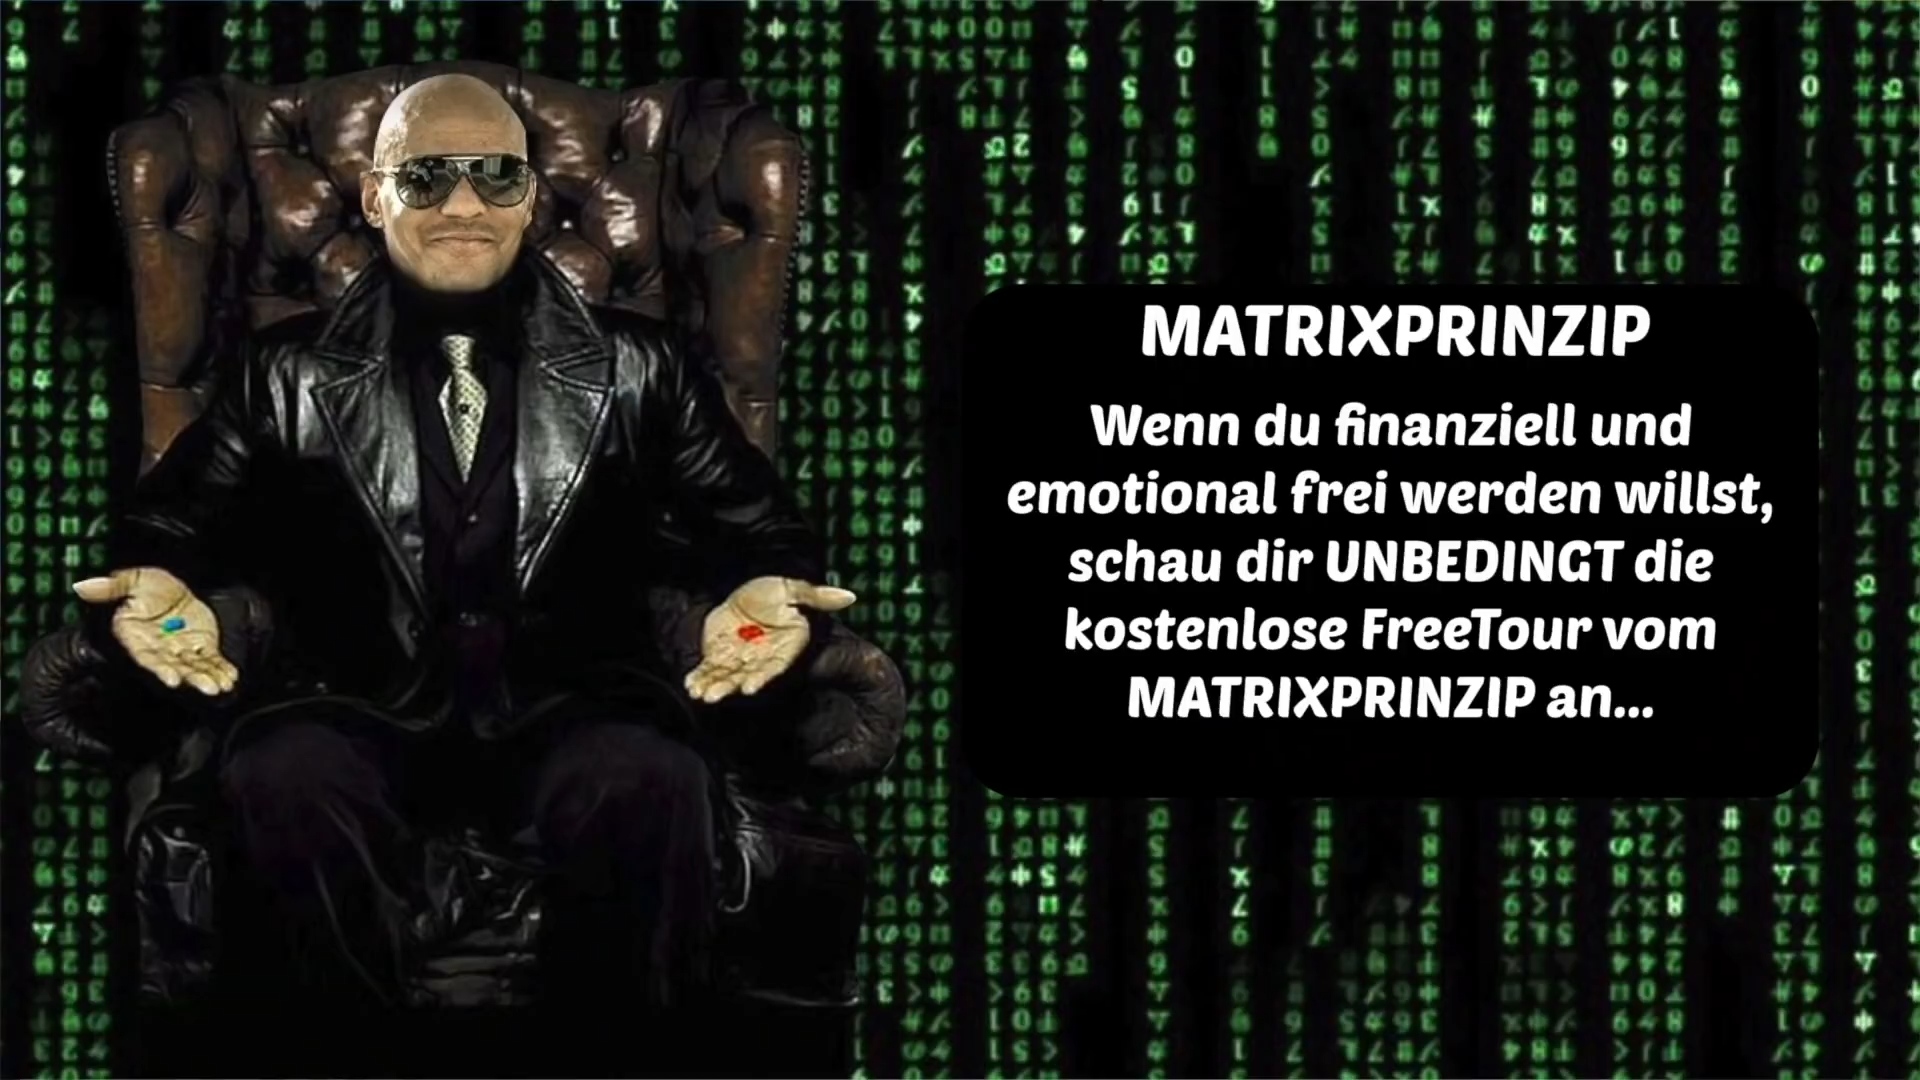 MATRIXPRINZIP
Wenn du finanziell und
emotional frei werden willst,
schau dir UNBEDINGT die
kostenlose FreeTour vom
MATRIXPRINZIP an...